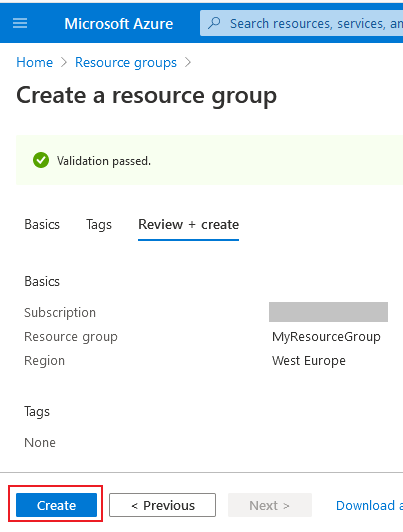 Microsoft Azure
Search resources, services, an
Home > Resource groups >
Create a resource group
Validation passed.
Basics Tags Review + create
Basics
Subscription
Resource group MyResourceGroup
Region West Europe
Tags
None
Create < Previous Next > Download a